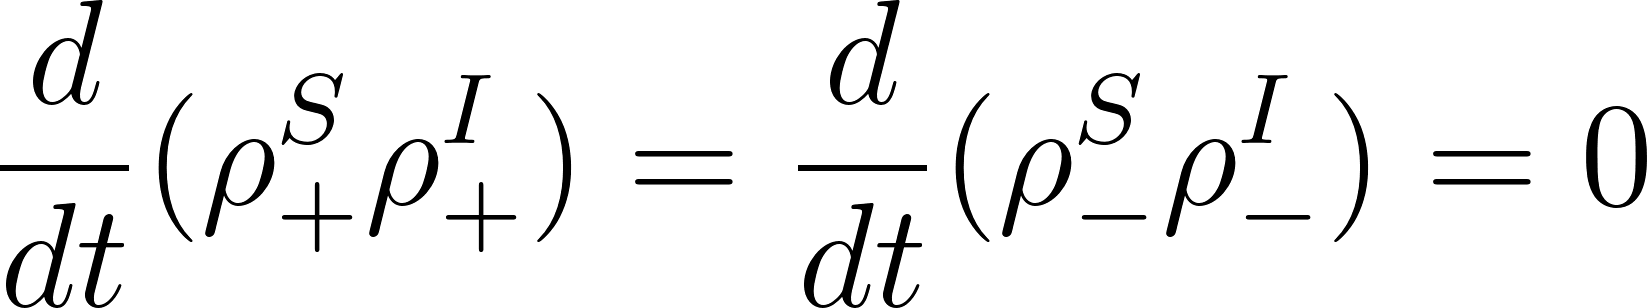 \frac{d}{dt}(\rho_+^S \rho_+^I) = \frac{d}{dt}(\rho_-^S \rho_-^I) = 0